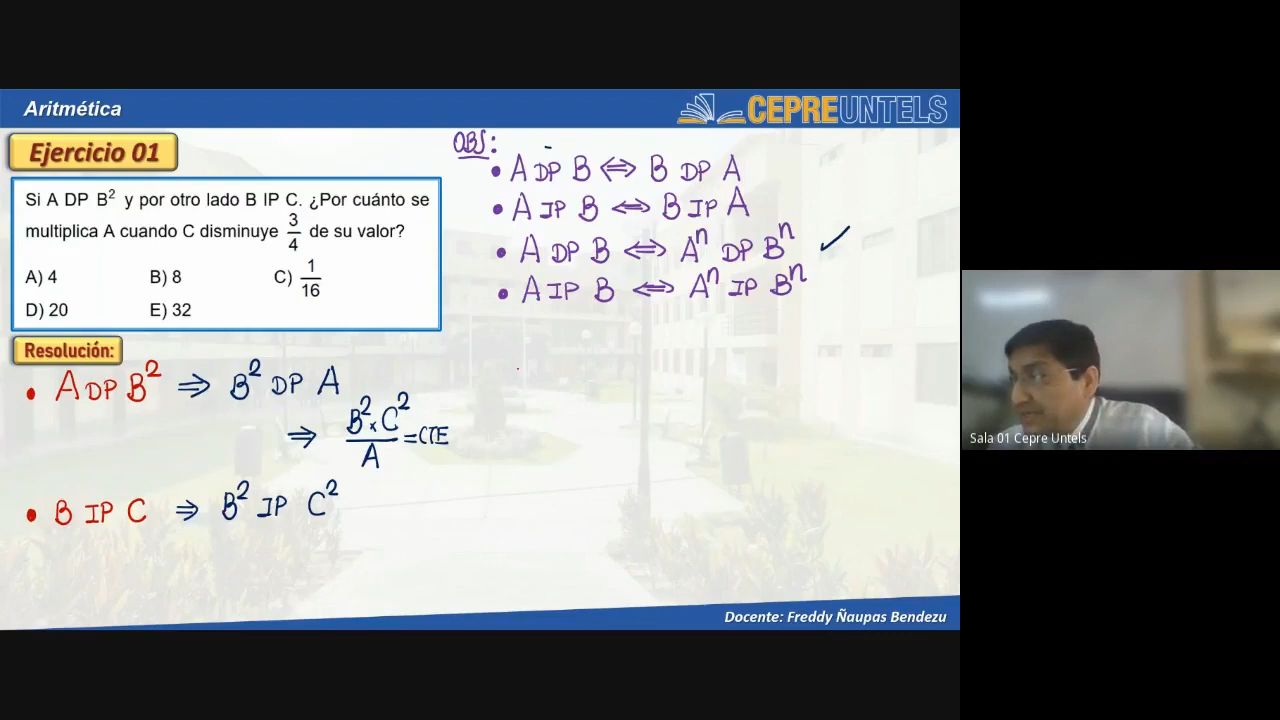 Aritmética
CEPREUNTELS
Ejercicio 01
Si A DP B² y por otro lado B IP C. ¿Por cuánto se
multiplica A cuando C disminuye 3/4 de su valor?
A) 4 B) 8 C) 1/16
D) 20 E) 32
OBS:
• A DP B ⇔ B DP A
• A IP B ⇔ B IP A
• A DP B ⇔ Aⁿ DP Bⁿ ✓
• A IP B ⇔ Aⁿ IP Bⁿ
Resolución:
• A DP B² ⇒ B² DP A
⇒ B² × C² / A = CTE
• B IP C ⇒ B² IP C²
Sala 01 Cepre Untels
Docente: Freddy Ñaupas Bendezu